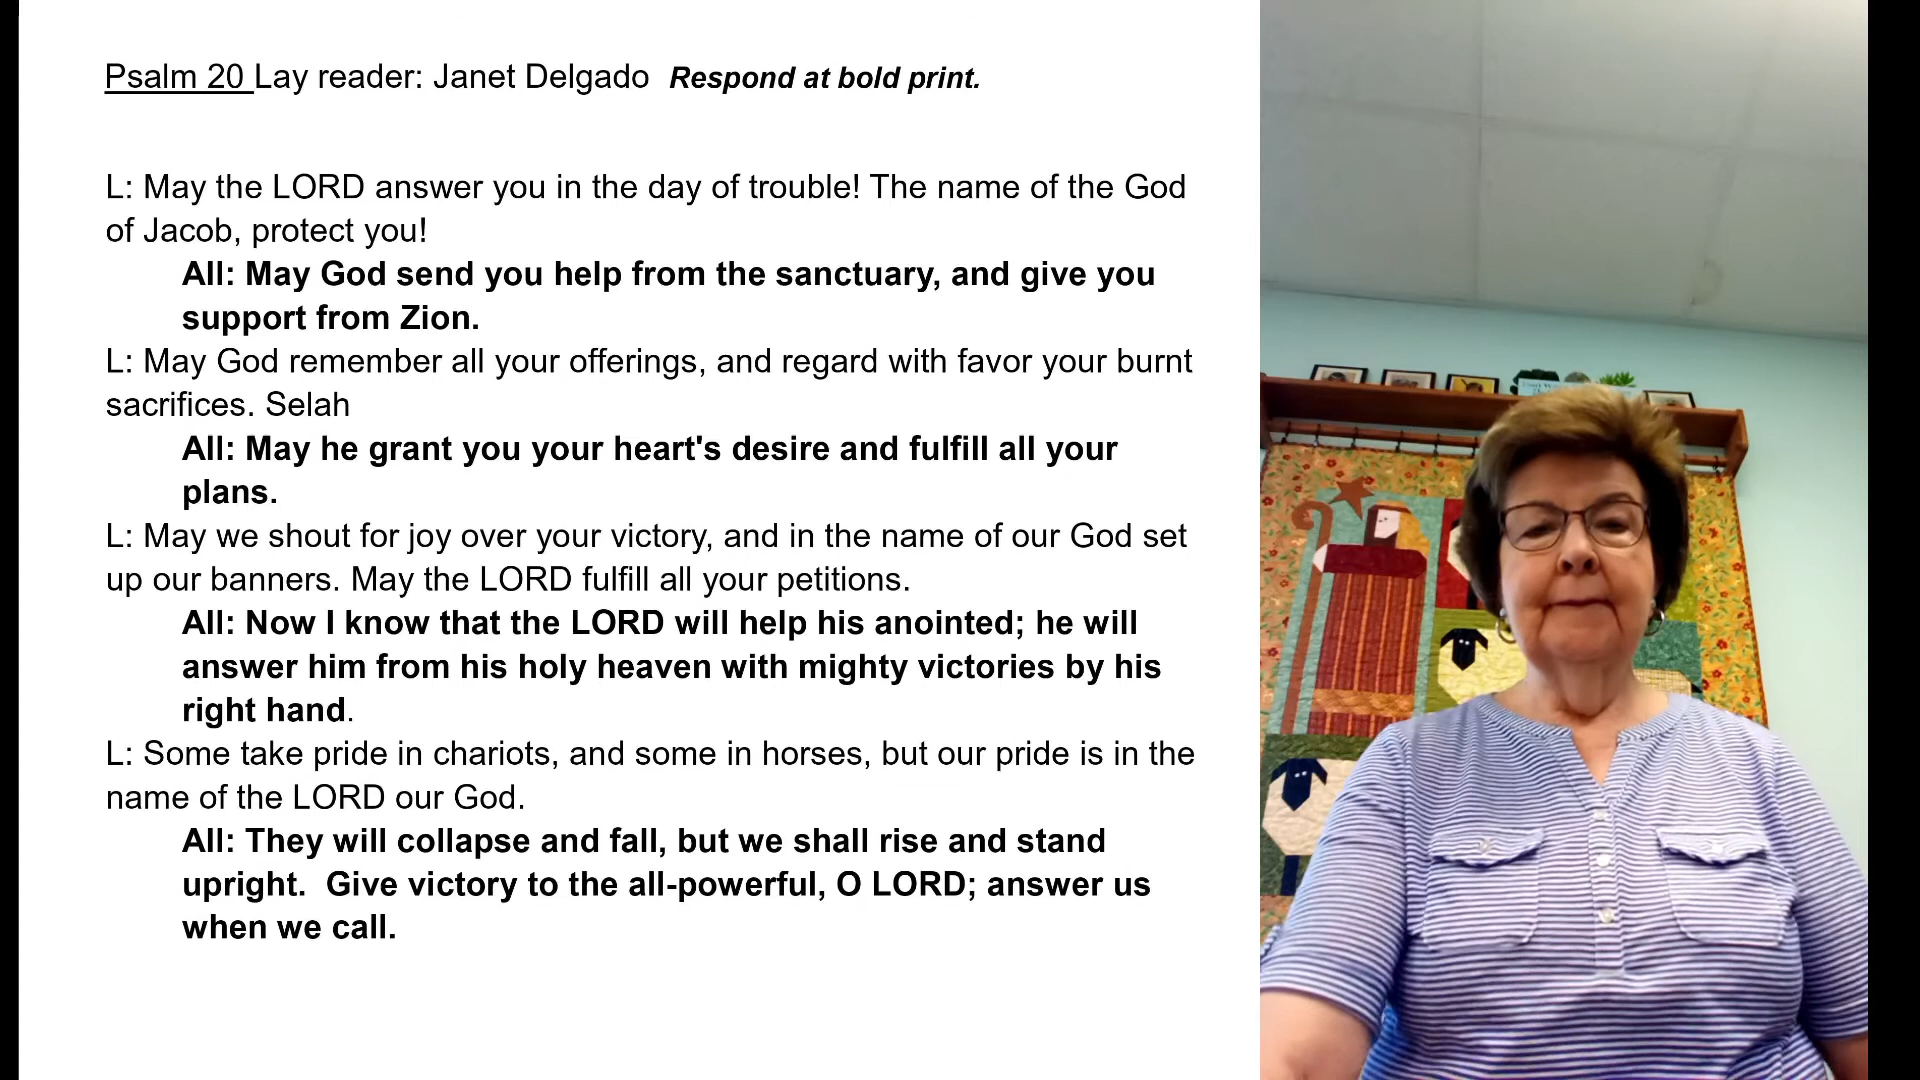 Psalm 20 Lay reader: Janet Delgado  Respond at bold print.
L: May the LORD answer you in the day of trouble! The name of the God
of Jacob, protect you!
All: May God send you help from the sanctuary, and give you
support from Zion.
L: May God remember all your offerings, and regard with favor your burnt
sacrifices. Selah
All: May he grant you your heart's desire and fulfill all your
plans.
L: May we shout for joy over your victory, and in the name of our God set
up our banners. May the LORD fulfill all your petitions.
All: Now I know that the LORD will help his anointed; he will
answer him from his holy heaven with mighty victories by his
right hand.
L: Some take pride in chariots, and some in horses, but our pride is in the
name of the LORD our God.
All: They will collapse and fall, but we shall rise and stand
upright.  Give victory to the all-powerful, O LORD; answer us
when we call.